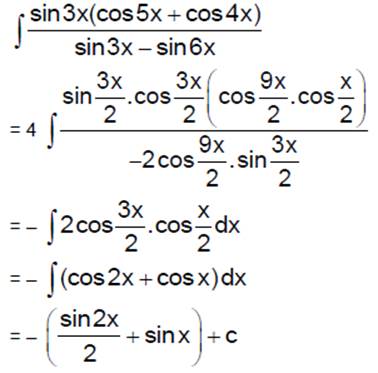 ∫ sin3x(cos5x + cos4x) / sin3x – sin6x
= 4 ∫ sin 3x/2 . cos 3x/2 ( cos 9x/2 . cos x/2 ) / –2cos 9x/2 . sin 3x/2
= – ∫ 2cos 3x/2 . cos x/2 dx
= – ∫ (cos2x + cosx)dx
= – ( sin2x/2 + sinx ) + c